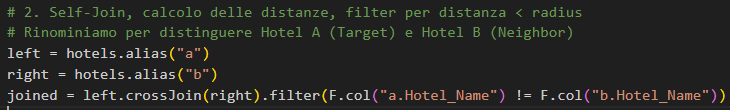 # 2. Self-Join, calcolo delle distanze, filter per distanza < radius
# Rinominiamo per distinguere Hotel A (Target) e Hotel B (Neighbor)
left = hotels.alias("a")
right = hotels.alias("b")
joined = left.crossJoin(right).filter(F.col("a.Hotel_Name") != F.col("b.Hotel_Name"))